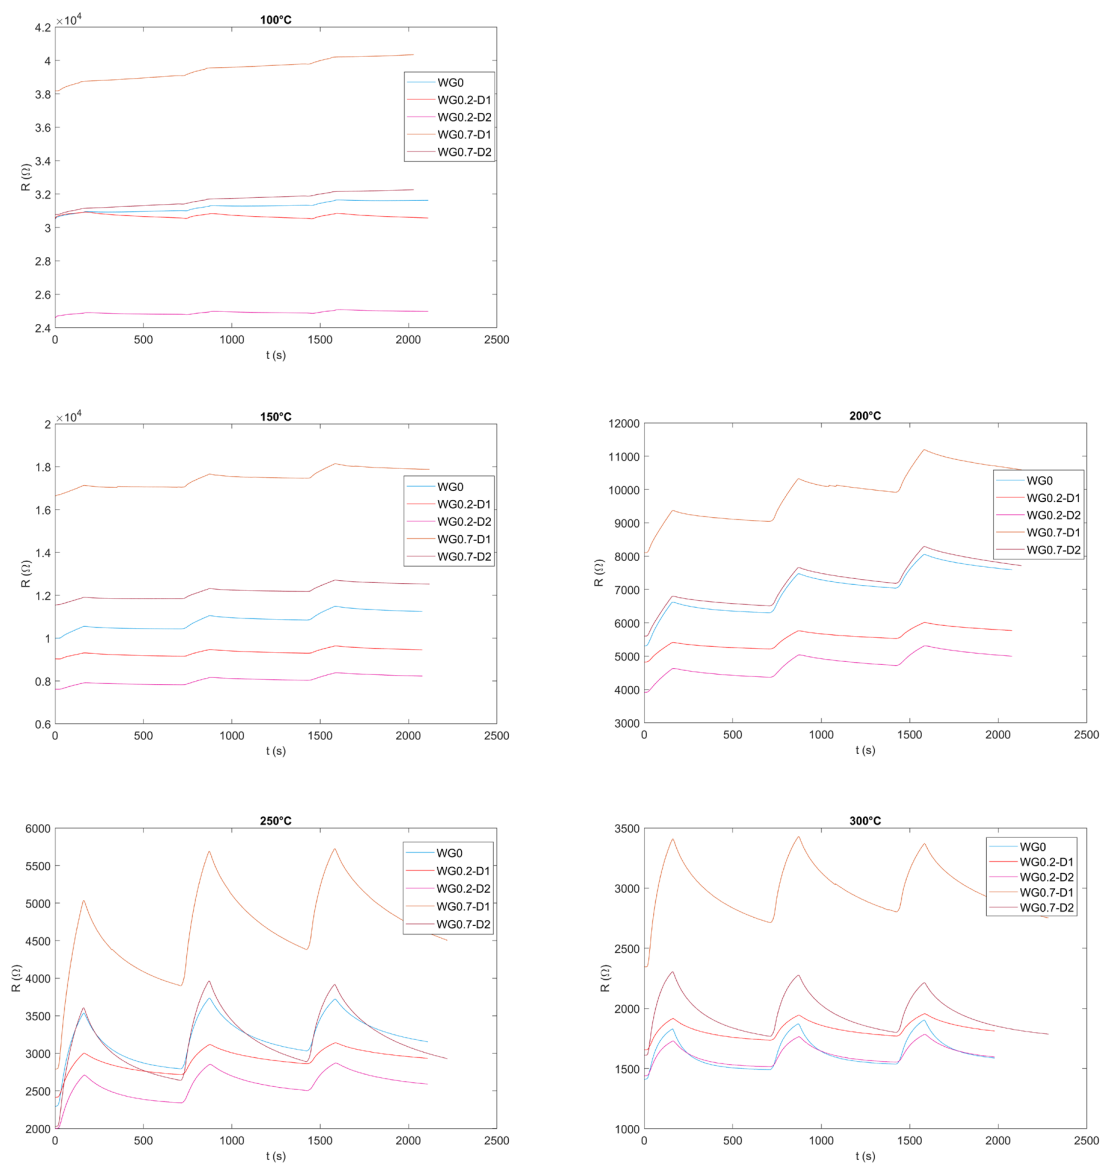 100°C
×10⁴
4.2
4
3.8
3.6
3.4
3.2
3
2.8
2.6
2.4
R (Ω)
0 500 1000 1500 2000 2500
t (s)
WG0
WG0.2-D1
WG0.2-D2
WG0.7-D1
WG0.7-D2
150°C
×10⁴
2
1.8
1.6
1.4
1.2
1
0.8
0.6
R (Ω)
0 500 1000 1500 2000 2500
t (s)
WG0
WG0.2-D1
WG0.2-D2
WG0.7-D1
WG0.7-D2
200°C
12000
11000
10000
9000
8000
7000
6000
5000
4000
3000
R (Ω)
0 500 1000 1500 2000 2500
t (s)
WG0
WG0.2-D1
WG0.2-D2
WG0.7-D1
WG0.7-D2
250°C
6000
5500
5000
4500
4000
3500
3000
2500
2000
R (Ω)
0 500 1000 1500 2000 2500
t (s)
WG0
WG0.2-D1
WG0.2-D2
WG0.7-D1
WG0.7-D2
300°C
3500
3000
2500
2000
1500
1000
R (Ω)
0 500 1000 1500 2000 2500
t (s)
WG0
WG0.2-D1
WG0.2-D2
WG0.7-D1
WG0.7-D2